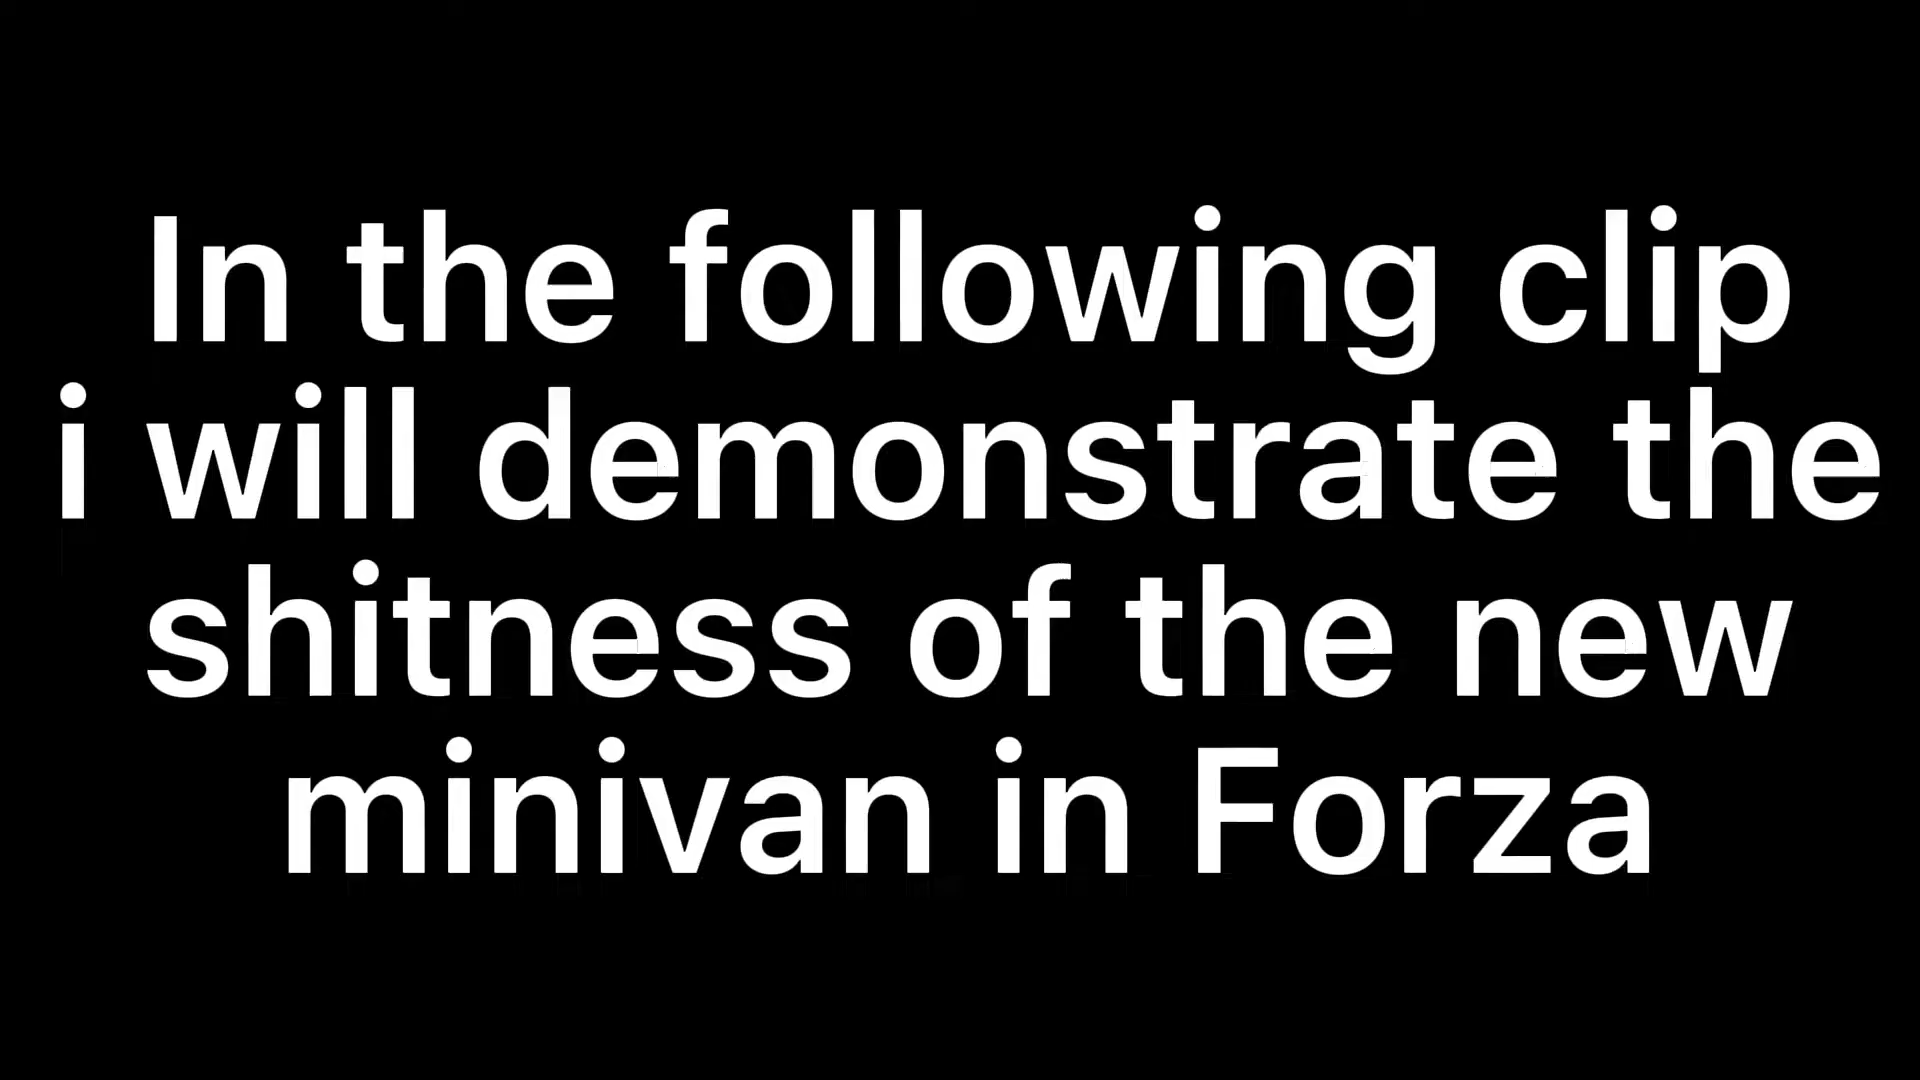 In the following clip
i will demonstrate the
shitness of the new
minivan in Forza